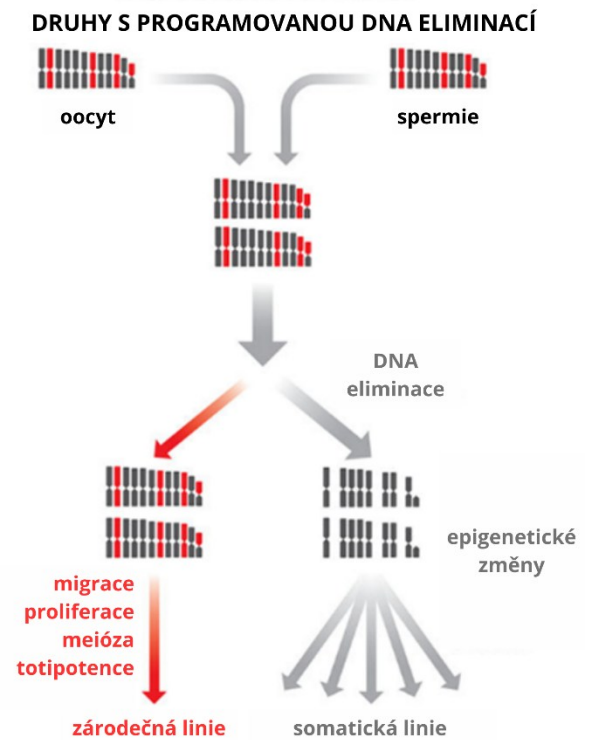 DRUHY S PROGRAMOVANOU DNA ELIMINACÍ
oocyt
spermie
DNA
eliminace
epigenetické
změny
migrace
proliferace
meióza
totipotence
zárodečná linie
somatická linie